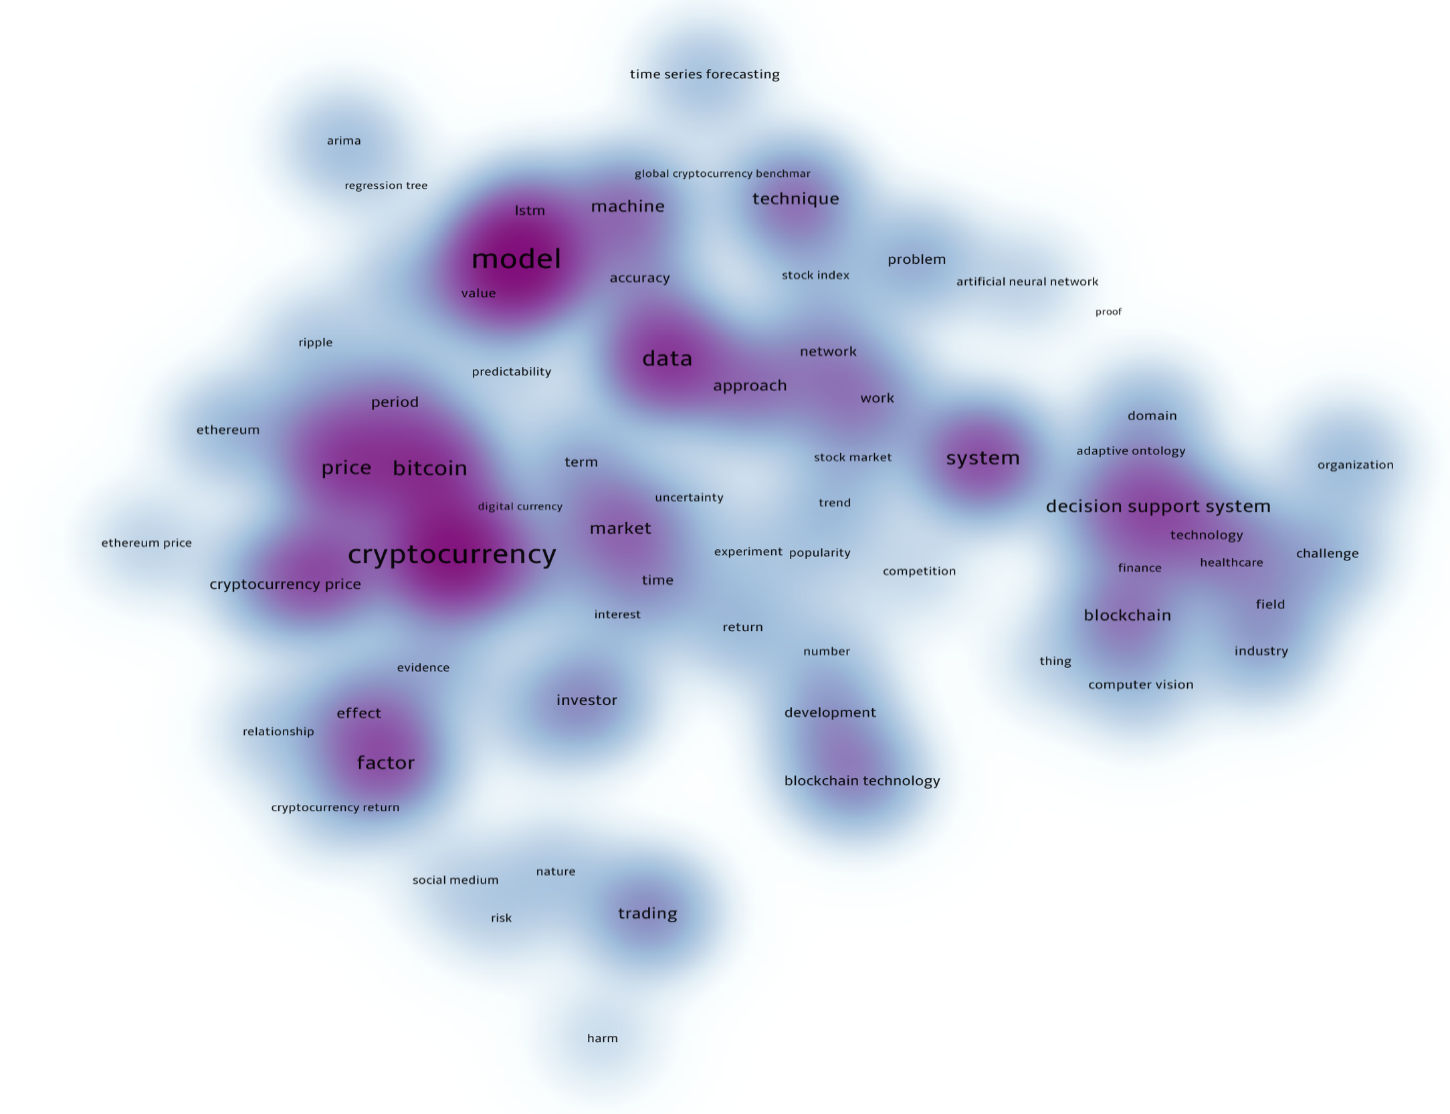 time series forecasting
arima
global cryptocurrency benchmar
regression tree
technique
machine
lstm
model
problem
stock index
accuracy
artificial neural network
value
proof
ripple
network
data
predictability
approach
work
period
domain
ethereum
adaptive ontology
stock market
system
term
organization
price
bitcoin
uncertainty
trend
digital currency
decision support system
market
technology
ethereum price
experiment
popularity
cryptocurrency
challenge
healthcare
finance
competition
time
cryptocurrency price
field
interest
blockchain
return
number
industry
thing
evidence
computer vision
investor
effect
development
relationship
factor
blockchain technology
cryptocurrency return
nature
social medium
trading
risk
harm